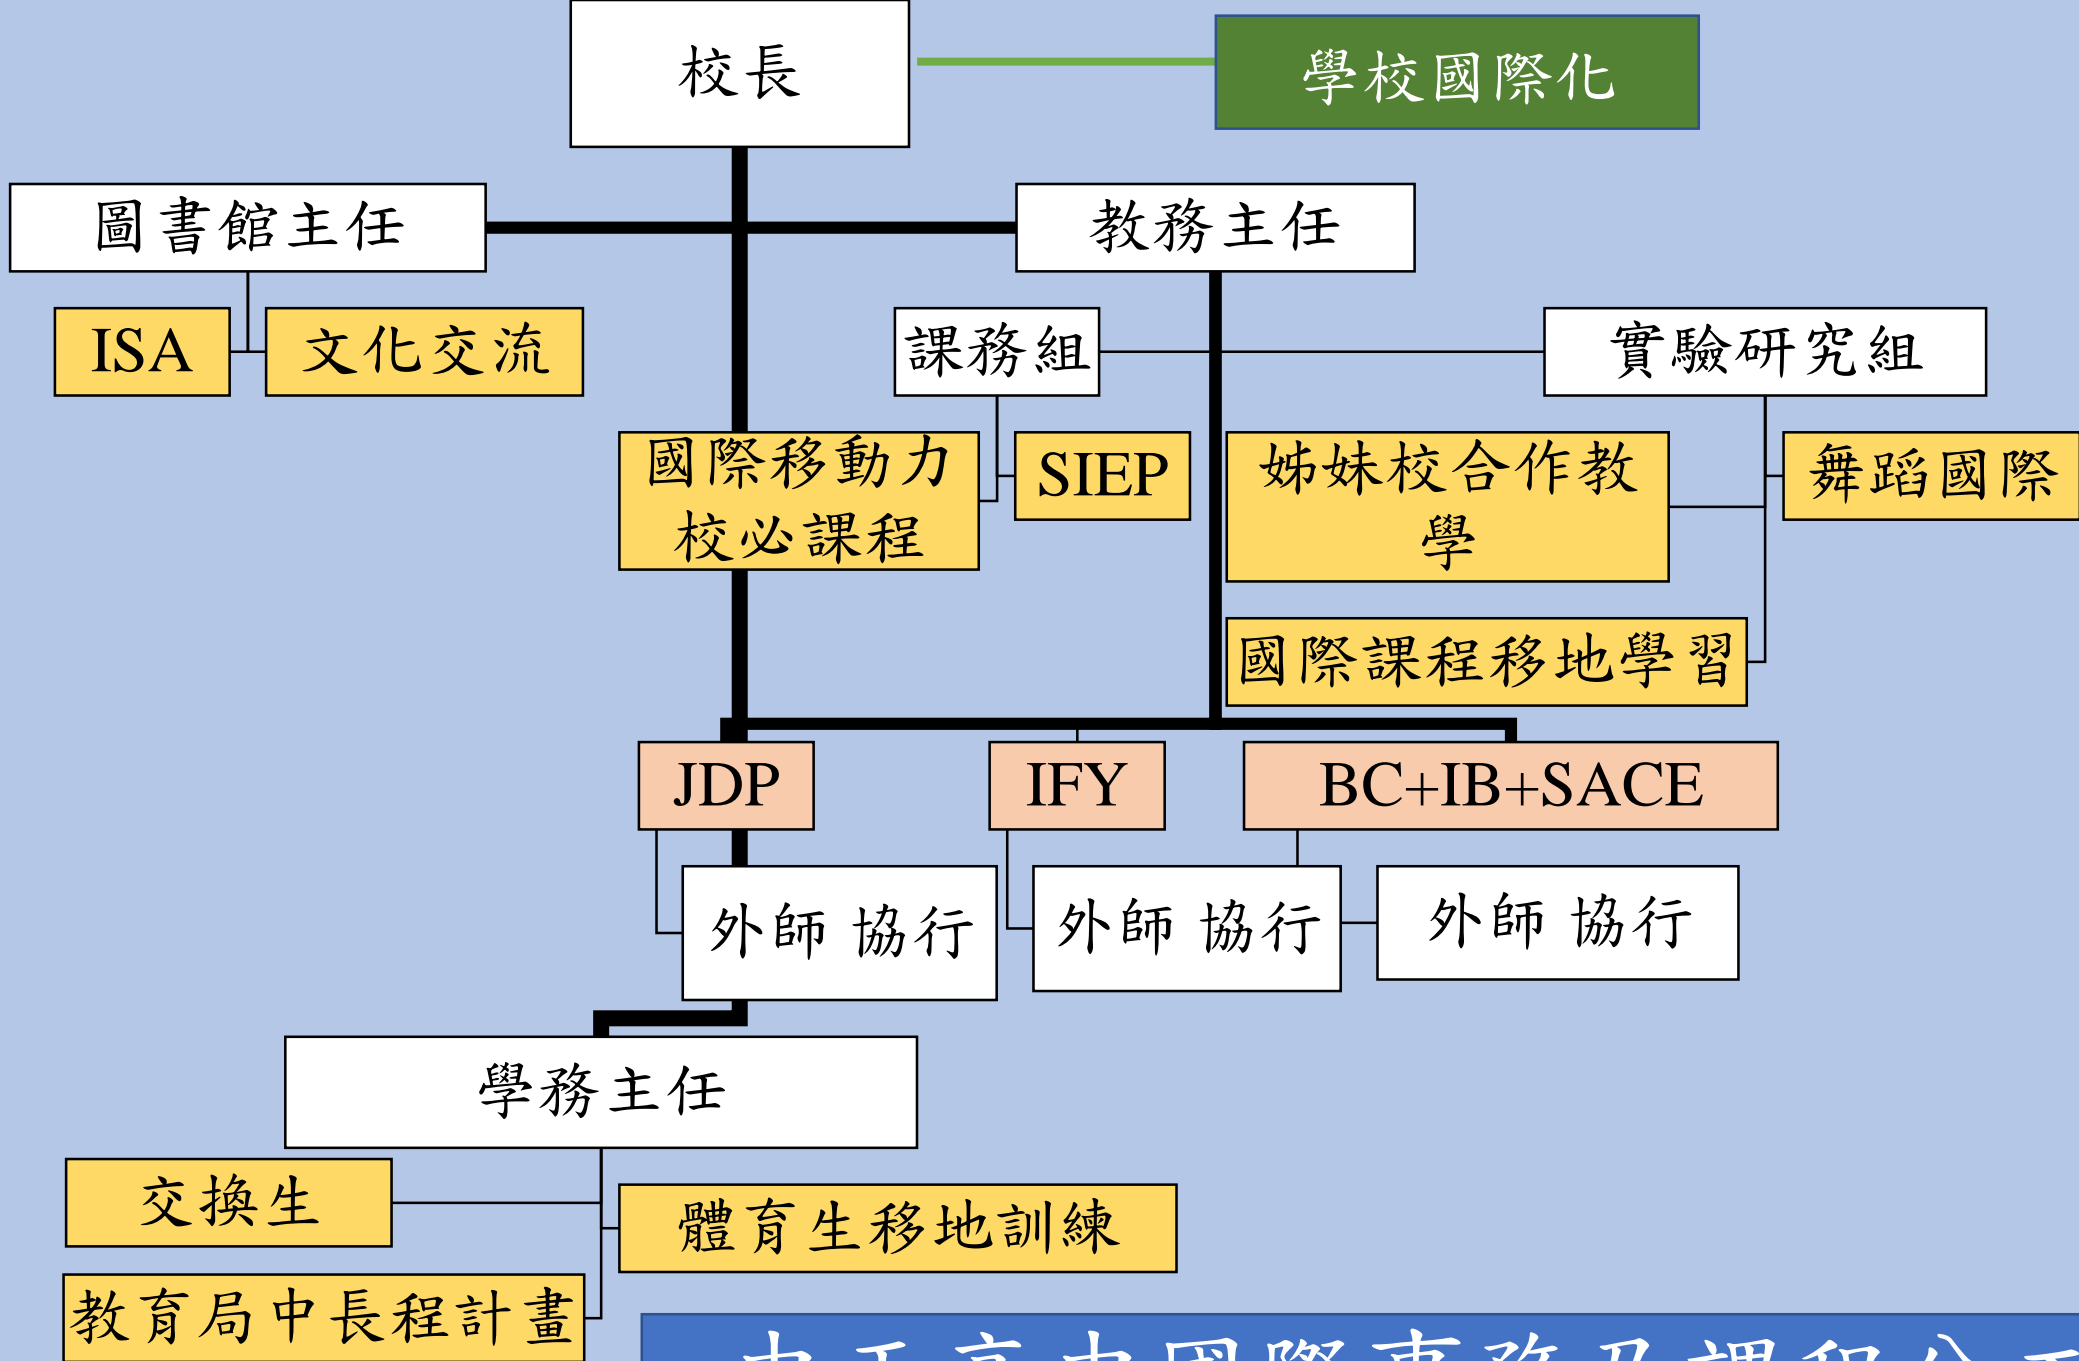 校長
學校國際化
圖書館主任
教務主任
ISA
文化交流
課務組
實驗研究組
國際移動力
校必課程
SIEP
姊妹校合作教
學
舞蹈國際
國際課程移地學習
JDP
IFY
BC+IB+SACE
外師 協行
外師 協行
外師 協行
學務主任
交換生
體育生移地訓練
教育局中長程計畫